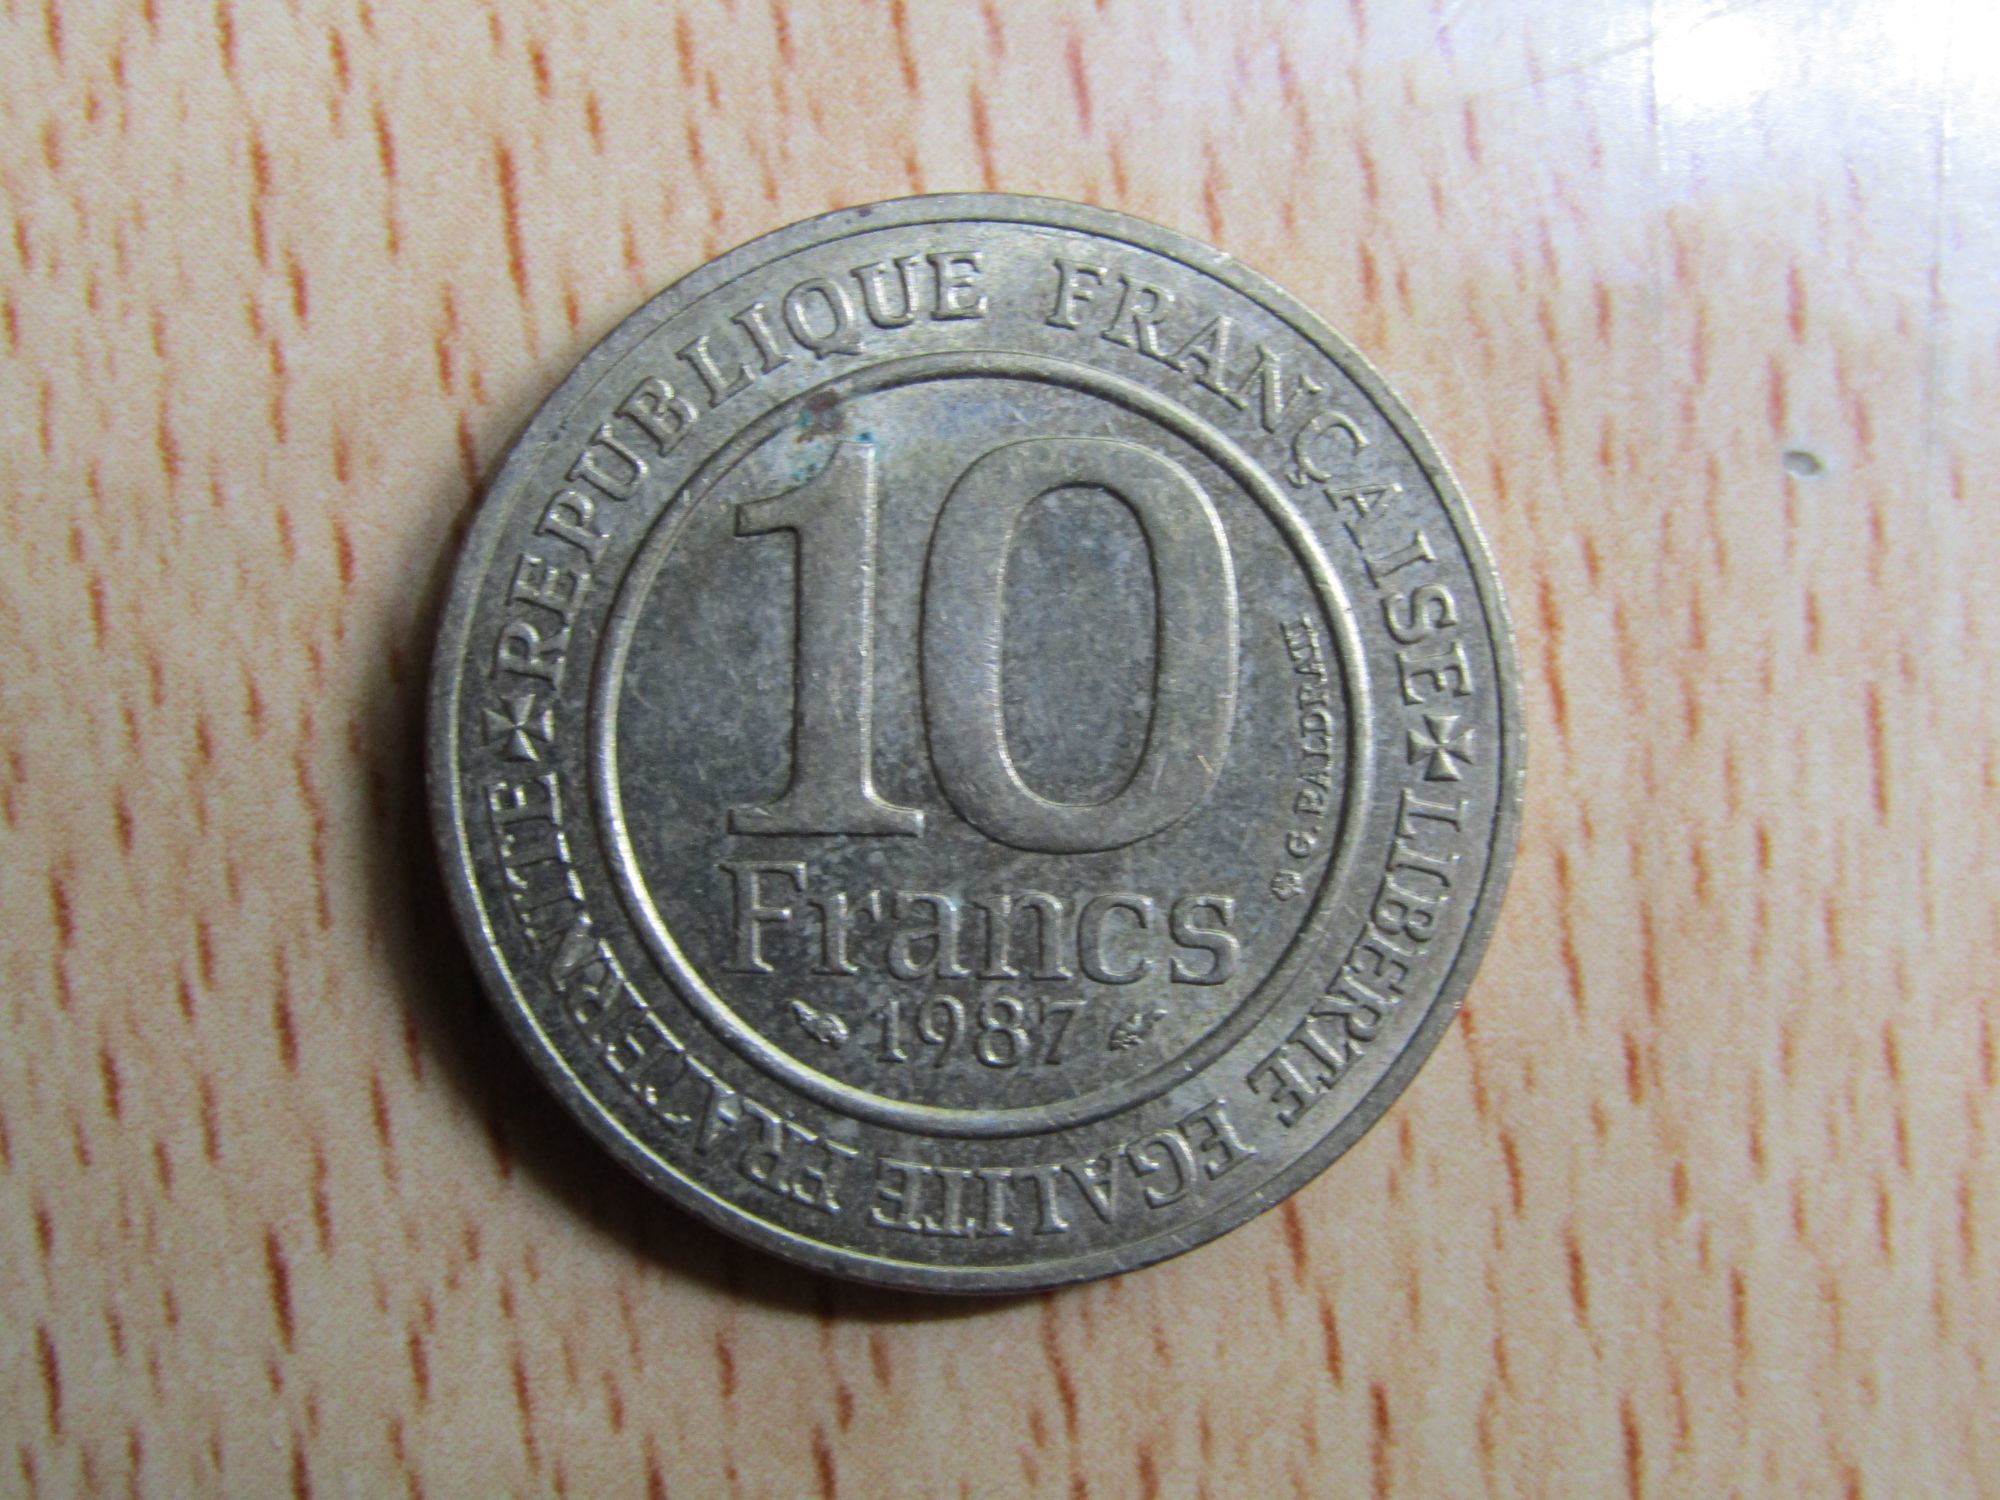 REPUBLIQUE FRANÇAISE
LIBERTE EGALITE FRATERNITE
10
Francs
1987
G. BALDRATI